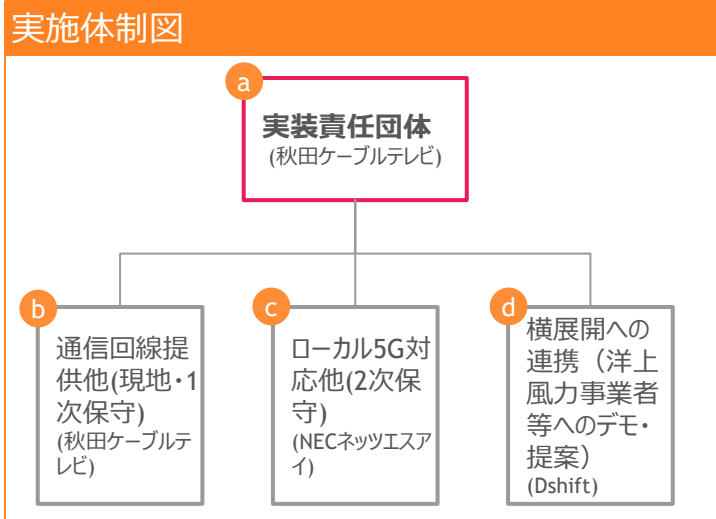 実施体制図
a
実装責任団体
(秋田ケーブルテレビ)
b
通信回線提
供他(現地・1
次保守)
(秋田ケーブルテ
レビ)
c
ローカル5G対
応他(2次保
守)
(NECネッツエスア
イ)
d
横展開への
連携（洋上
風力事業者
等へのデモ・
提案）
(Dshift)